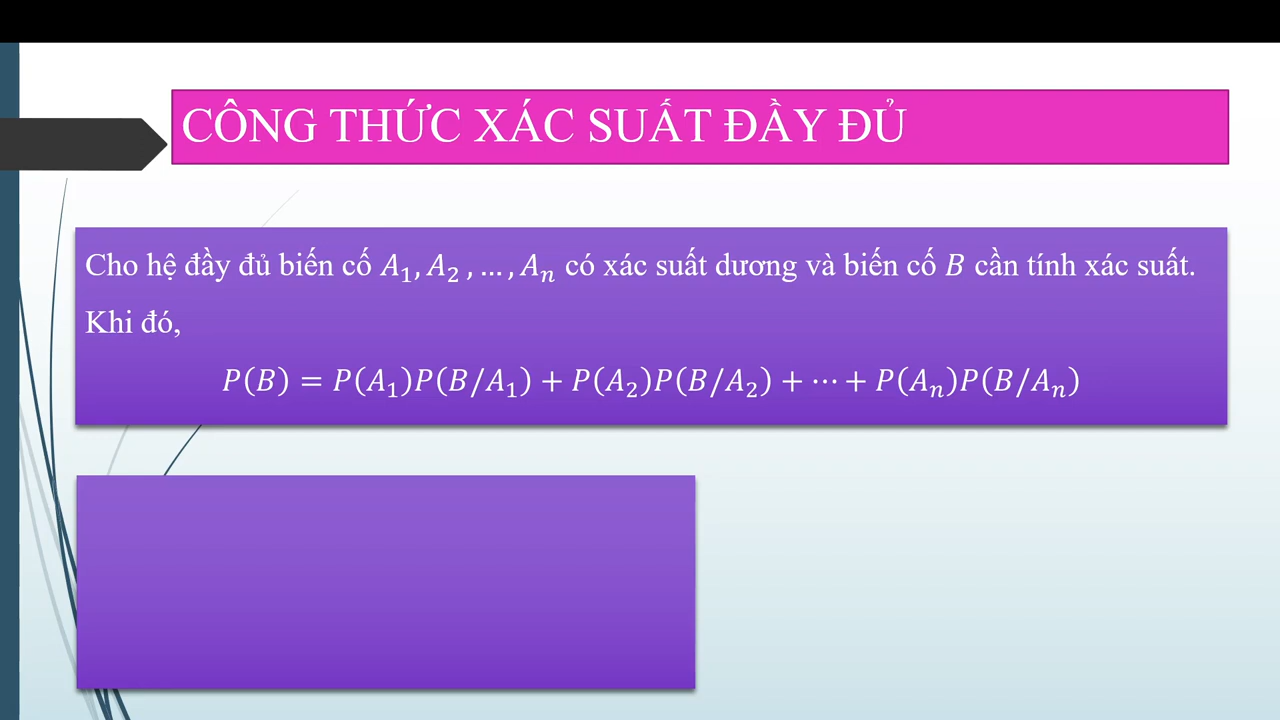 CÔNG THỨC XÁC SUẤT ĐẦY ĐỦ
Cho hệ đầy đủ biến cố A₁, A₂, …, Aₙ có xác suất dương và biến cố B cần tính xác suất.
Khi đó,
P(B) = P(A₁)P(B/A₁) + P(A₂)P(B/A₂) + ⋯ + P(Aₙ)P(B/Aₙ)